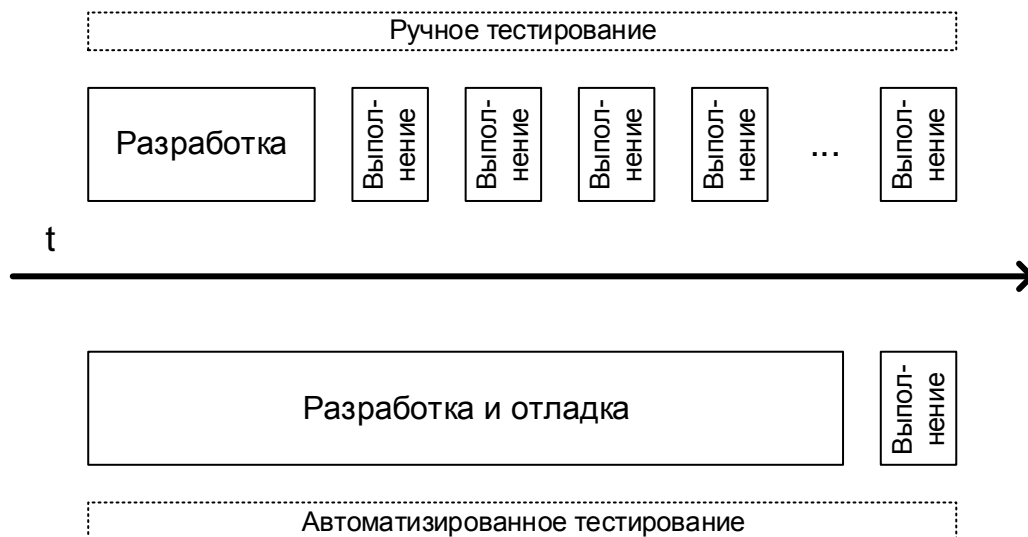 Ручное тестирование
Разработка
Выпол-
нение
Выпол-
нение
Выпол-
нение
Выпол-
нение
...
Выпол-
нение
t
Разработка и отладка
Выпол-
нение
Автоматизированное тестирование